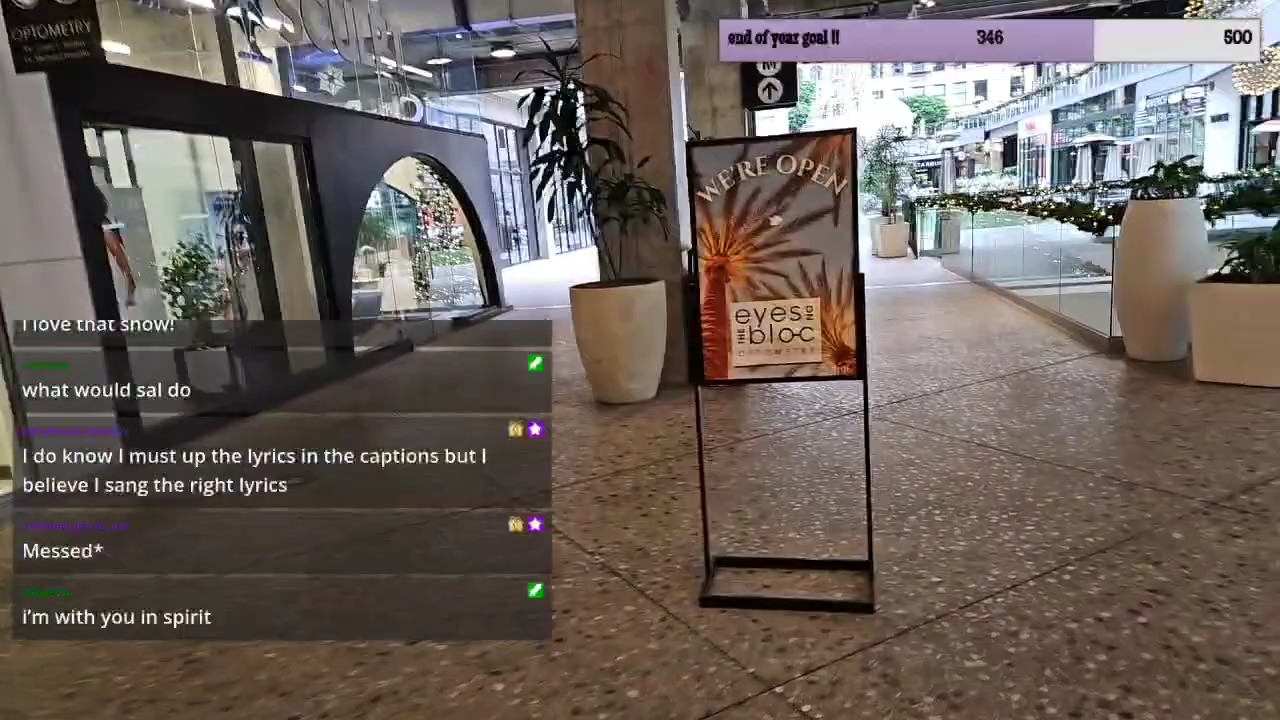 OPTOMETRY
end of year goal !!
346
500
WE'RE OPEN
eyes on
THE bloc
OPTOMETRY
I love that show!
what would sal do
I do know I must up the lyrics in the captions but I
believe I sang the right lyrics
Messed*
i'm with you in spirit